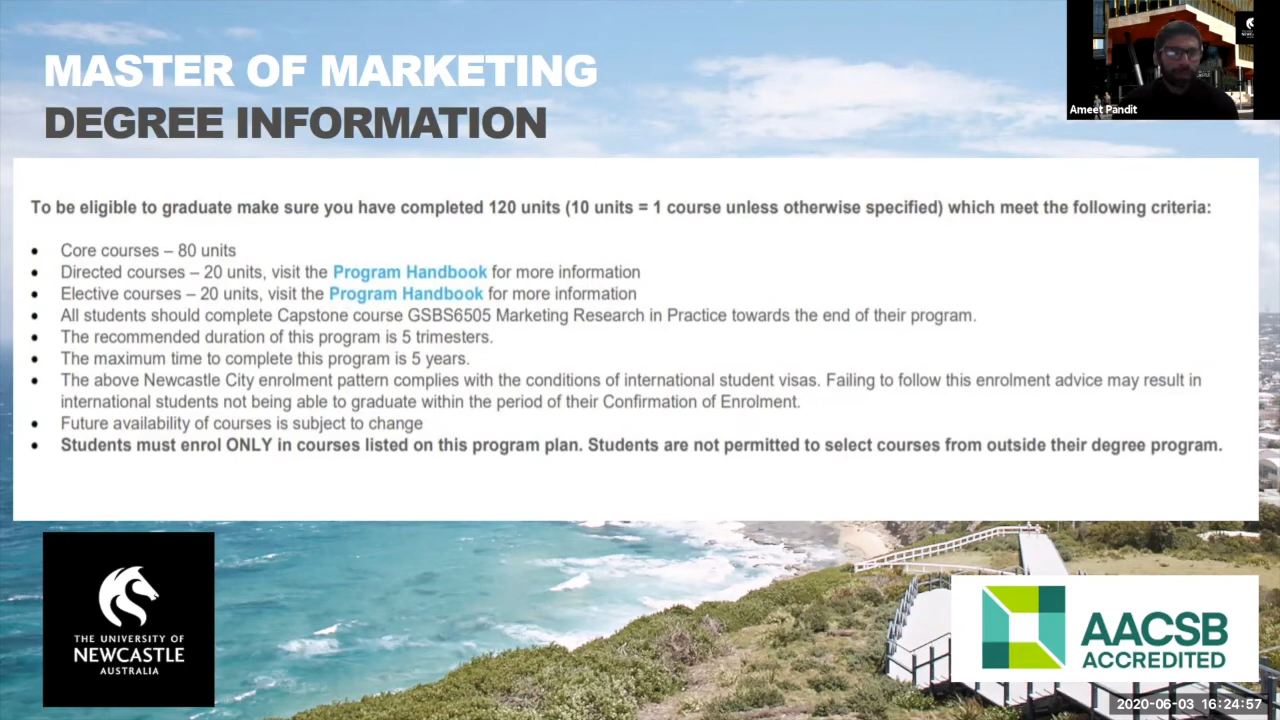 MASTER OF MARKETING
DEGREE INFORMATION
Ameet Pandit
To be eligible to graduate make sure you have completed 120 units (10 units = 1 course unless otherwise specified) which meet the following criteria:
• Core courses – 80 units
• Directed courses – 20 units, visit the Program Handbook for more information
• Elective courses – 20 units, visit the Program Handbook for more information
• All students should complete Capstone course GSBS6505 Marketing Research in Practice towards the end of their program.
• The recommended duration of this program is 5 trimesters.
• The maximum time to complete this program is 5 years.
• The above Newcastle City enrolment pattern complies with the conditions of international student visas. Failing to follow this enrolment advice may result in
international students not being able to graduate within the period of their Confirmation of Enrolment.
• Future availability of courses is subject to change
• Students must enrol ONLY in courses listed on this program plan. Students are not permitted to select courses from outside their degree program.
THE UNIVERSITY OF
NEWCASTLE
AUSTRALIA
AACSB
ACCREDITED
2020-06-03 16:24:57